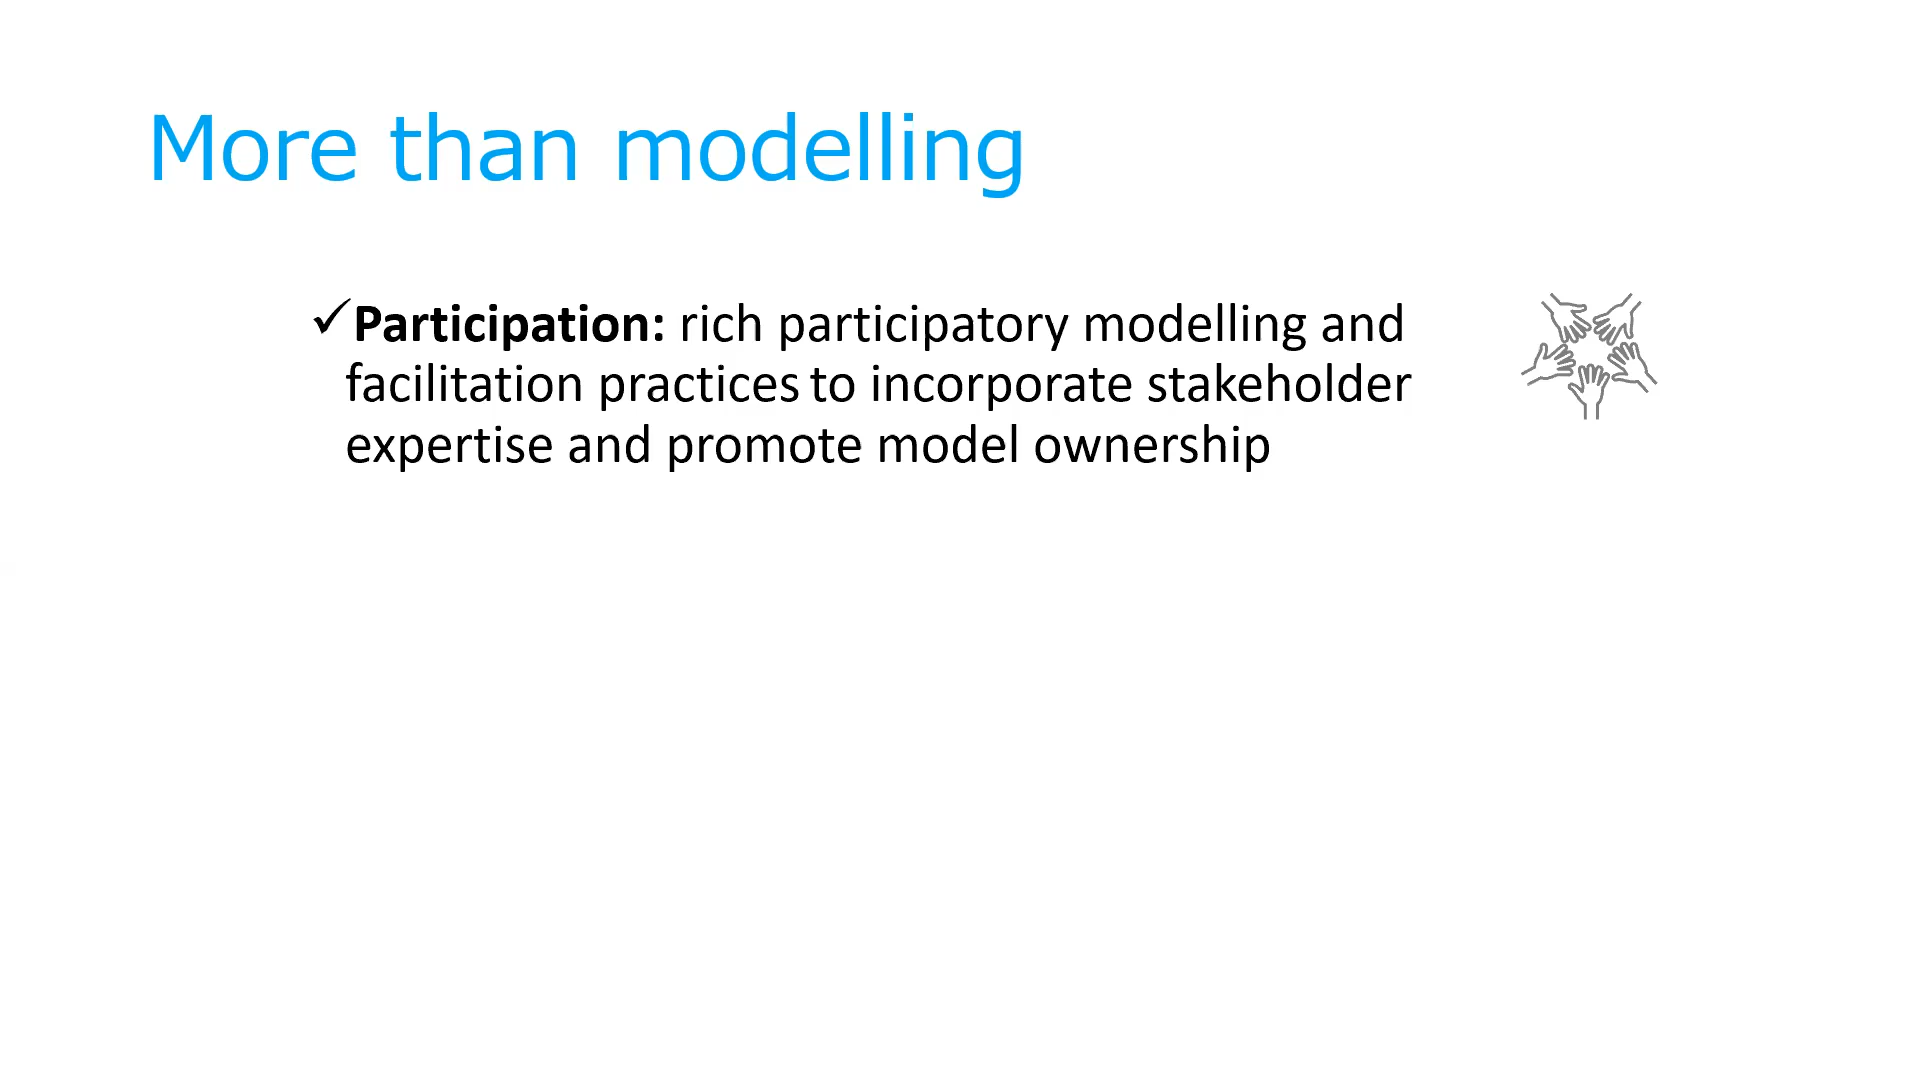 More than modelling
✓Participation: rich participatory modelling and
facilitation practices to incorporate stakeholder
expertise and promote model ownership